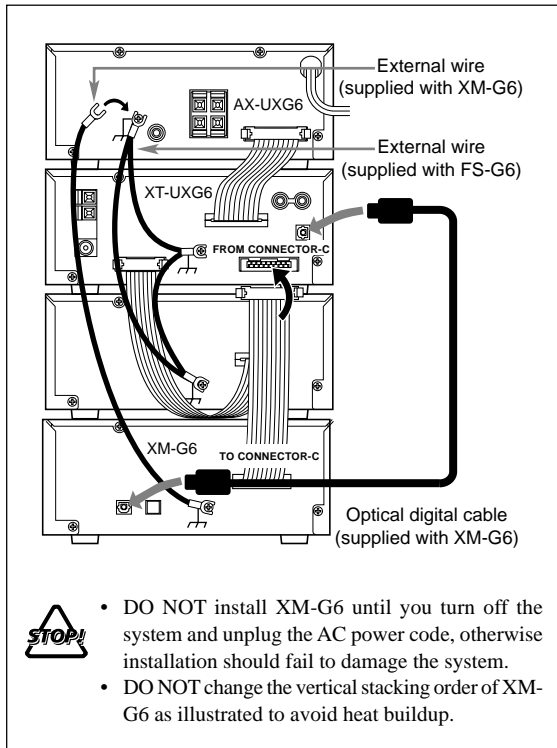 External wire
(supplied with XM-G6)
AX-UXG6
External wire
(supplied with FS-G6)
XT-UXG6
FROM CONNECTOR-C
XM-G6
TO CONNECTOR-C
Optical digital cable
(supplied with XM-G6)
STOP!
• DO NOT install XM-G6 until you turn off the
system and unplug the AC power code, otherwise
installation should fail to damage the system.
• DO NOT change the vertical stacking order of XM-
G6 as illustrated to avoid heat buildup.